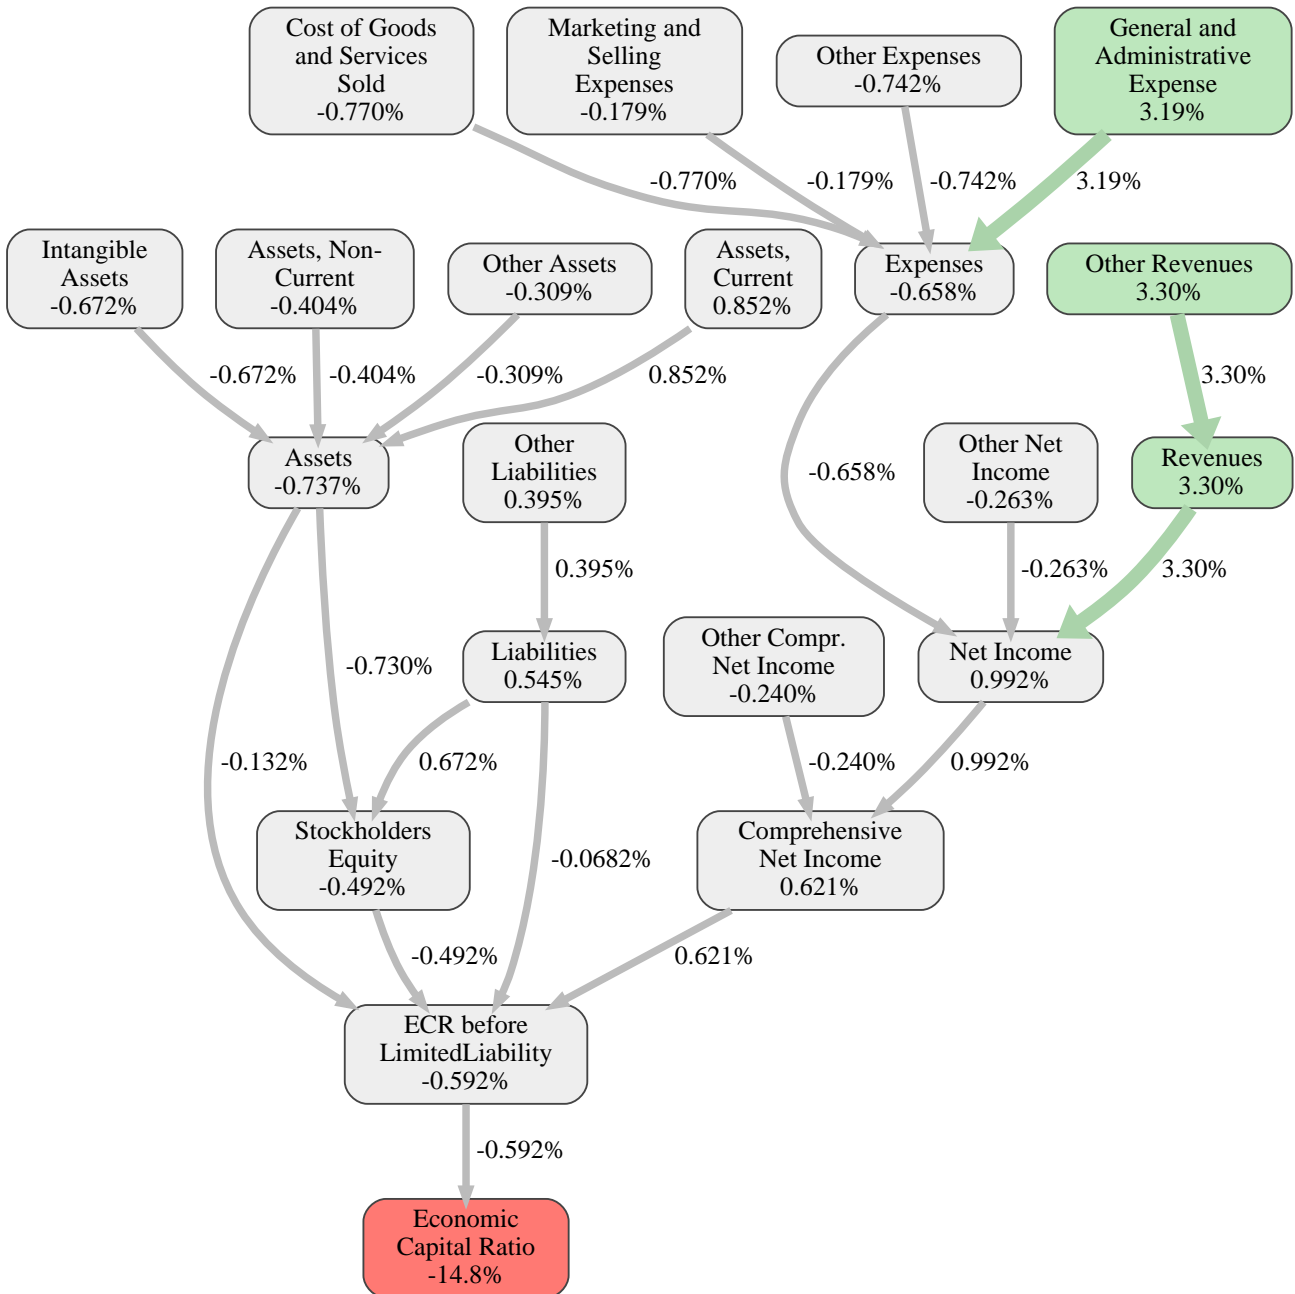 Cost of Goods
and Services
Sold
-0.770%
Marketing and
Selling
Expenses
-0.179%
Other Expenses
-0.742%
General and
Administrative
Expense
3.19%
-0.770%
-0.179%
-0.742%
3.19%
Intangible
Assets
-0.672%
Assets, Non-
Current
-0.404%
Other Assets
-0.309%
Assets,
Current
0.852%
Expenses
-0.658%
Other Revenues
3.30%
-0.672%
-0.404%
-0.309%
0.852%
3.30%
Assets
-0.737%
Other
Liabilities
0.395%
-0.658%
Other Net
Income
-0.263%
Revenues
3.30%
0.395%
-0.263%
3.30%
-0.730%
Liabilities
0.545%
Other Compr.
Net Income
-0.240%
Net Income
0.992%
-0.132%
0.672%
-0.240%
0.992%
Stockholders
Equity
-0.492%
-0.0682%
Comprehensive
Net Income
0.621%
-0.492%
0.621%
ECR before
LimitedLiability
-0.592%
-0.592%
Economic
Capital Ratio
-14.8%